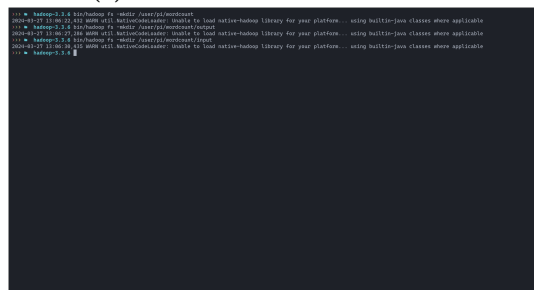 hadoop-3.3.6 bin/hadoop fs -mkdir /user/pi/wordcount
2024-03-27 13:06:22,432 WARN util.NativeCodeLoader: Unable to load native-hadoop library for your platform... using builtin-java classes where applicable
hadoop-3.3.6 bin/hadoop fs -mkdir /user/pi/wordcount/output
2024-03-27 13:06:27,286 WARN util.NativeCodeLoader: Unable to load native-hadoop library for your platform... using builtin-java classes where applicable
hadoop-3.3.6 bin/hadoop fs -mkdir /user/pi/wordcount/input
2024-03-27 13:06:30,435 WARN util.NativeCodeLoader: Unable to load native-hadoop library for your platform... using builtin-java classes where applicable
hadoop-3.3.6